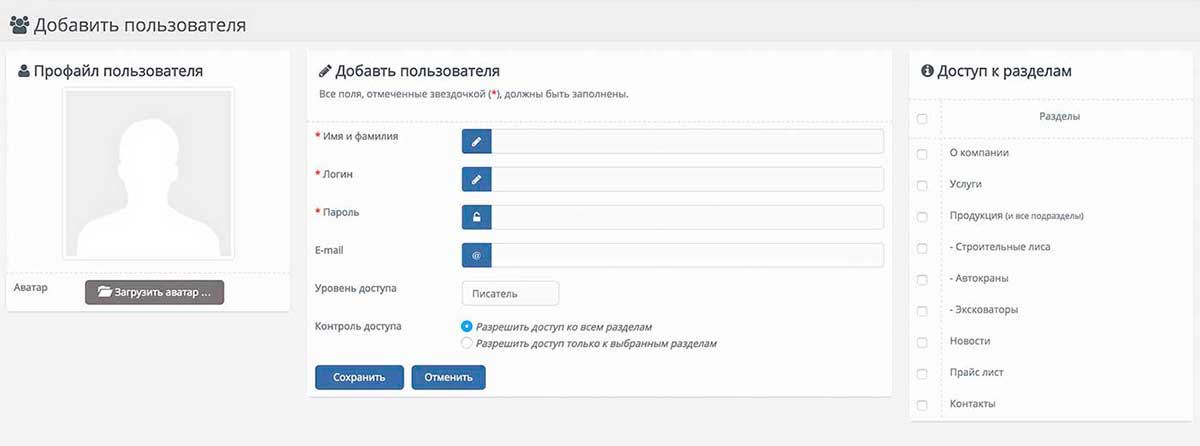 Добавить пользователя
Профайл пользователя
Аватар
Загрузить аватар ...
Добавть пользователя
Все поля, отмеченные звездочкой (*), должны быть заполнены.
* Имя и фамилия
* Логин
* Пароль
E-mail
@
Уровень доступа
Писатель
Контроль доступа
Разрешить доступ ко всем разделам
Разрешить доступ только к выбранным разделам
Сохранить
Отменить
Доступ к разделам
Разделы
О компании
Услуги
Продукция (и все подразделы)
- Строительные лиса
- Автокраны
- Эксковаторы
Новости
Прайс лист
Контакты